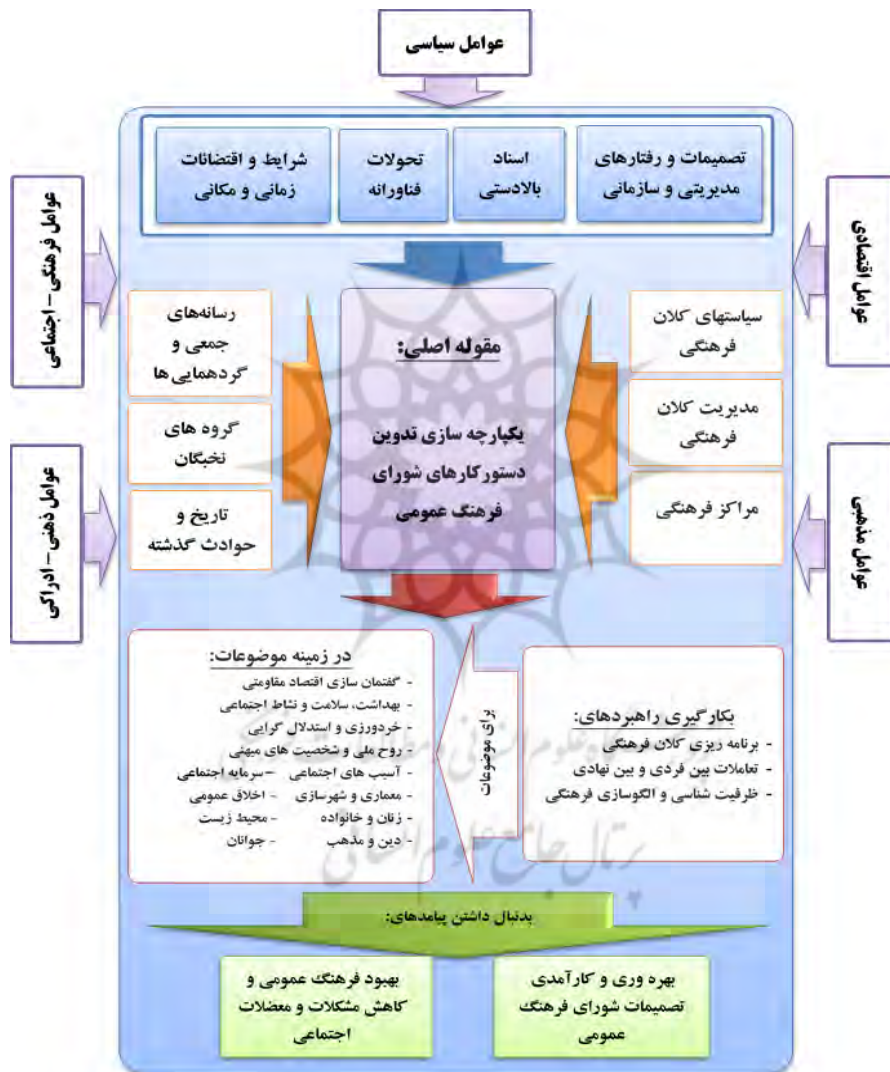 عوامل سیاسی
تصمیمات و رفتارهای
مدیریتی و سازمانی
اسناد
بالادستی
تحولات
فناورانه
شرایط و اقتضائات
زمانی و مکانی
عوامل اقتصادی
عوامل فرهنگی – اجتماعی
سیاستهای کلان
فرهنگی
مدیریت کلان
فرهنگی
مراکز فرهنگی
مقوله اصلی:
یکپارچه سازی تدوین
دستورکارهای شورای
فرهنگ عمومی
رسانه‌های
جمعی و
گردهمایی‌ها
گروه های
نخبگان
تاریخ و
حوادث گذشته
عوامل مذهبی
عوامل ذهنی – ادراکی
بکارگیری راهبردهای:
- برنامه ریزی کلان فرهنگی
- تعاملات بین فردی و بین نهادی
- ظرفیت شناسی و الگوسازی فرهنگی
برای موضوعات
در زمینه موضوعات:
- گفتمان سازی اقتصاد مقاومتی
- بهداشت، سلامت و نشاط اجتماعی
- خردورزی و استدلال گرایی
- روح ملی و شخصیت های میهنی
- آسیب های اجتماعی – سرمایه اجتماعی
- معماری و شهرسازی - اخلاق عمومی
- زنان و خانواده - محیط زیست
- دین و مذهب - جوانان
پرتال جامع علوم انسانی
بدنبال داشتن پیامدهای:
بهره وری و کارآمدی
تصمیمات شورای فرهنگ
عمومی
بهبود فرهنگ عمومی و
کاهش مشکلات و معضلات
اجتماعی